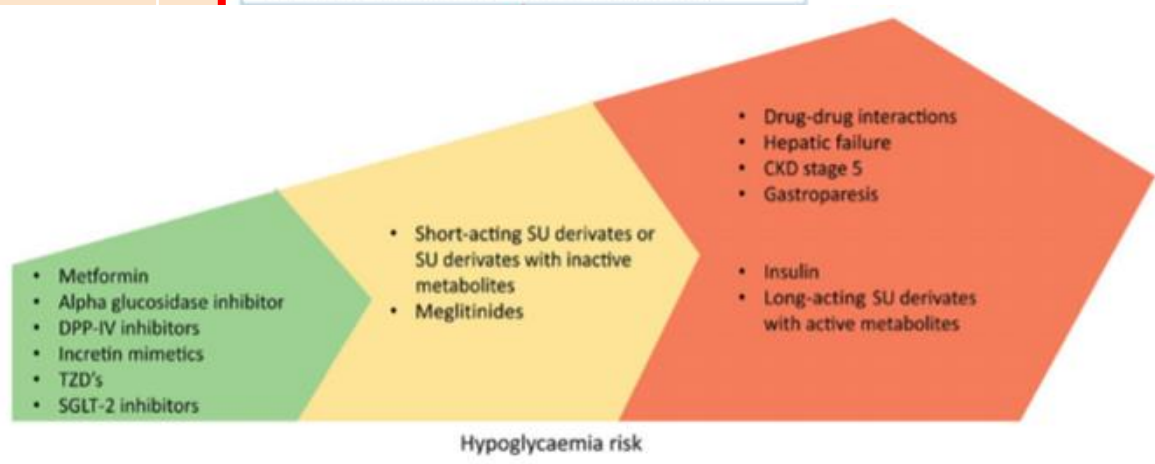 • Metformin
• Alpha glucosidase inhibitor
• DPP-IV inhibitors
• Incretin mimetics
• TZD's
• SGLT-2 inhibitors
• Short-acting SU derivates or
SU derivates with inactive
metabolites
• Meglitinides
• Drug-drug interactions
• Hepatic failure
• CKD stage 5
• Gastroparesis
• Insulin
• Long-acting SU derivates
with active metabolites
Hypoglycaemia risk